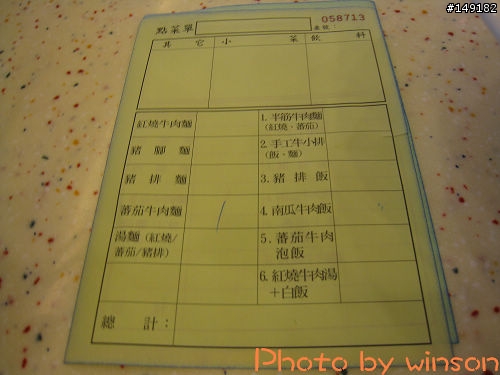 #149182
點菜單
058713
桌號：
其它 小菜 飲料
紅燒牛肉麵
1. 半筋牛肉麵
（紅燒、蕃茄）
豬腳麵
2. 手工牛小排
（飯、麵）
豬排麵
3. 豬排飯
蕃茄牛肉麵
4. 南瓜牛肉飯
湯麵（紅燒/
蕃茄/豬排）
5. 蕃茄牛肉
泡飯
6. 紅燒牛肉湯
＋白飯
總計：
Photo by winson